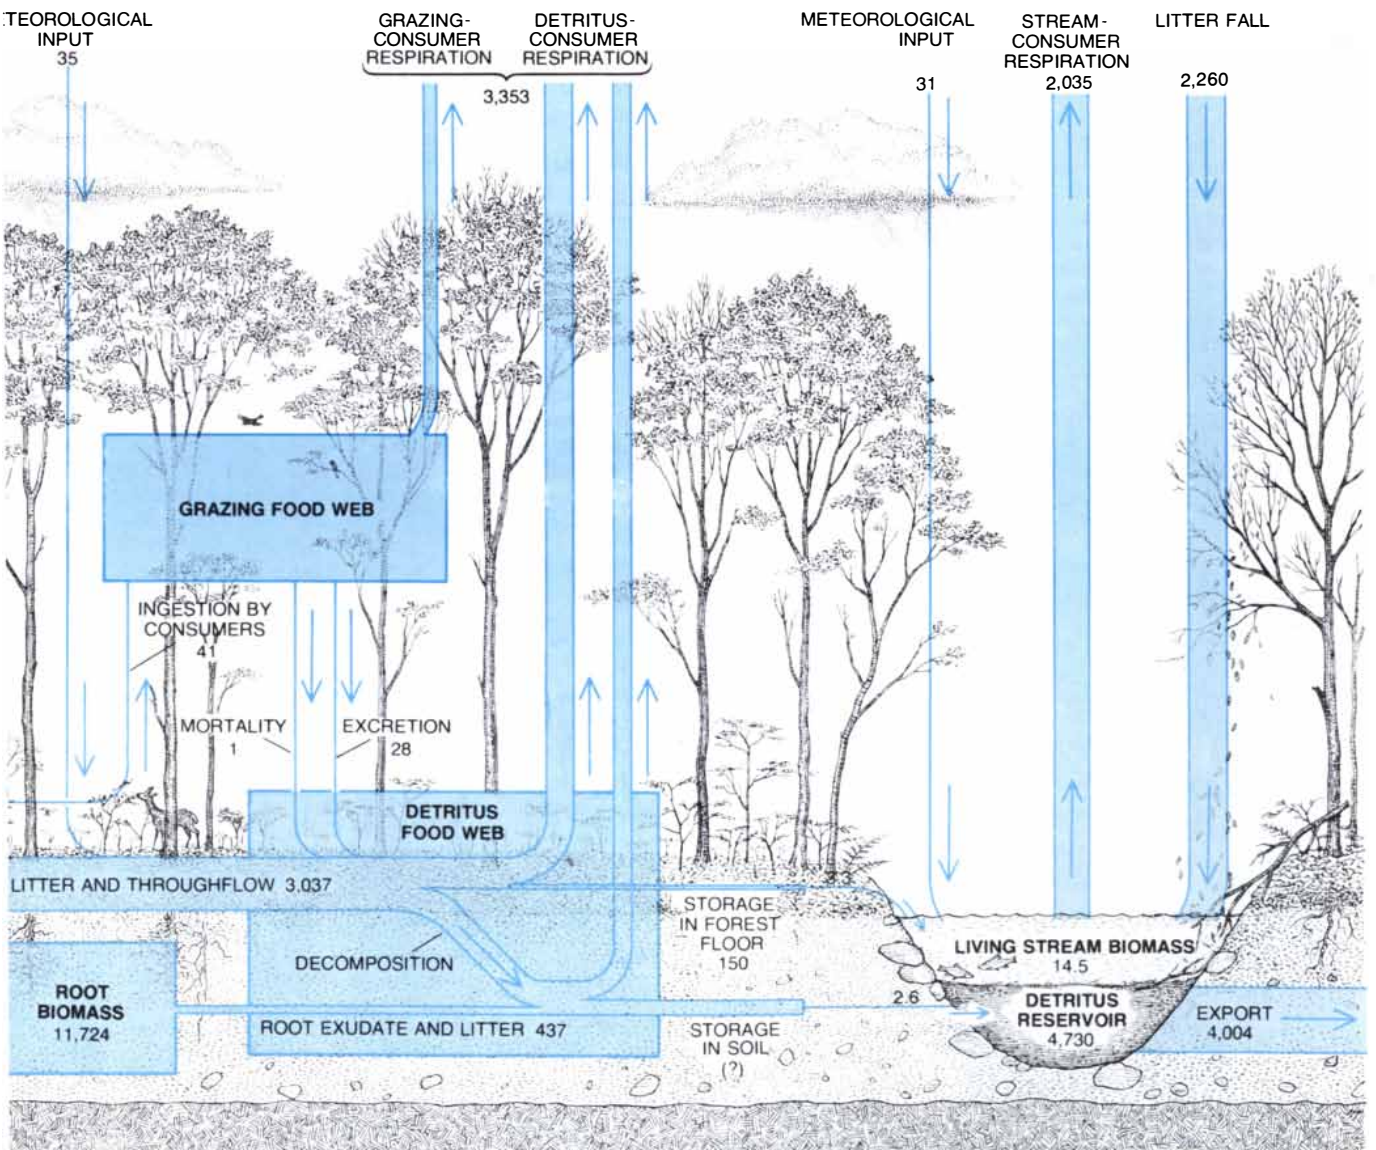 TEOROLOGICAL
INPUT
35
GRAZING-
CONSUMER
RESPIRATION
DETRITUS-
CONSUMER
RESPIRATION
3,353
METEOROLOGICAL
INPUT
31
STREAM-
CONSUMER
RESPIRATION
2,035
LITTER FALL
2,260
GRAZING FOOD WEB
INGESTION BY
CONSUMERS
41
MORTALITY
1
EXCRETION
28
DETRITUS
FOOD WEB
LITTER AND THROUGHFLOW 3,037
3.3
STORAGE
IN FOREST
FLOOR
150
DECOMPOSITION
LIVING STREAM BIOMASS
14.5
ROOT
BIOMASS
11,724
2.6
DETRITUS
RESERVOIR
4,730
EXPORT
4,004
ROOT EXUDATE AND LITTER 437
STORAGE
IN SOIL
(?)